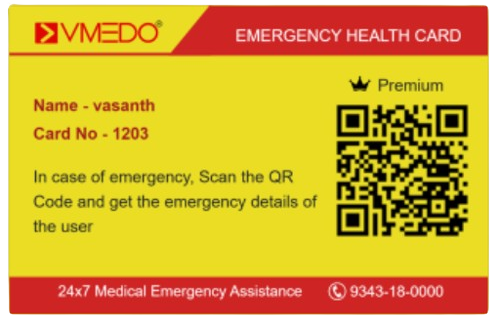 VMEDO®
EMERGENCY HEALTH CARD
Premium
Name - vasanth
Card No - 1203
In case of emergency, Scan the QR
Code and get the emergency details of
the user
24x7 Medical Emergency Assistance
9343-18-0000